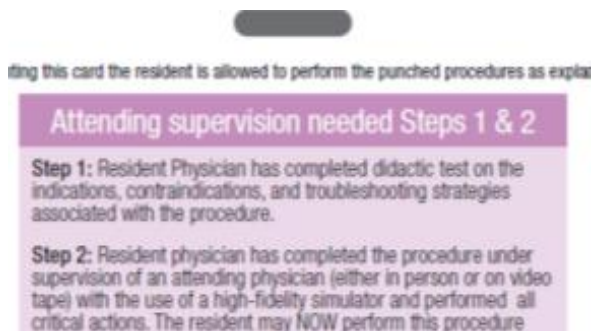 ting this card the resident is allowed to perform the punched procedures as explai
Attending supervision needed Steps 1 & 2
Step 1: Resident Physician has completed didactic test on the
indications, contraindications, and troubleshooting strategies
associated with the procedure.
Step 2: Resident physician has completed the procedure under
supervision of an attending physician (either in person or on video
tape) with the use of a high-fidelity simulator and performed all
critical actions. The resident may NOW perform this procedure